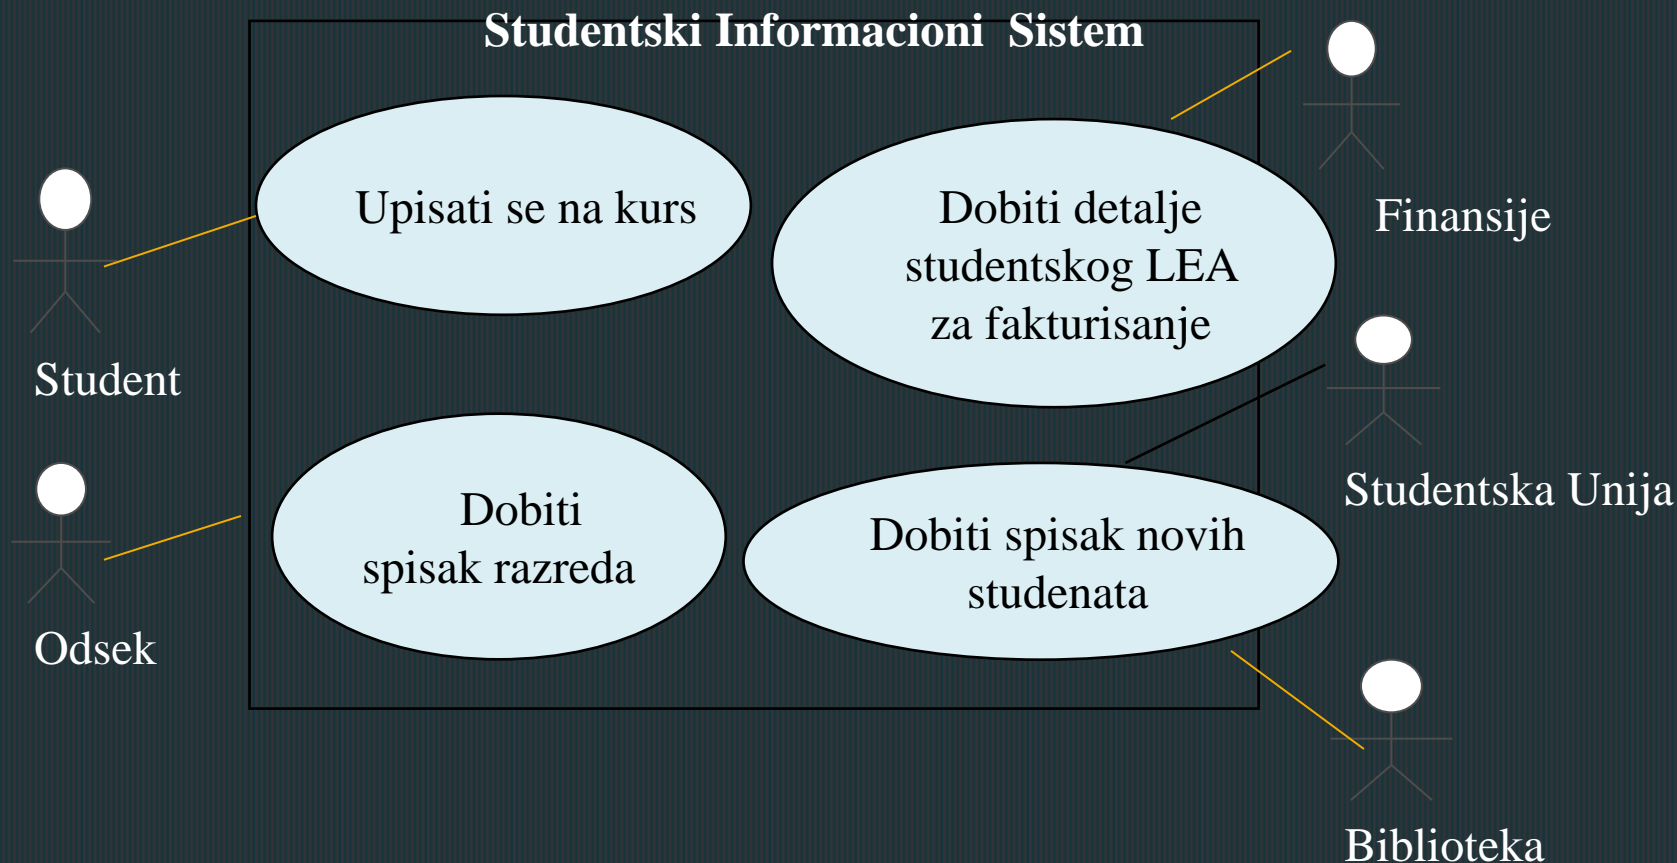 Studentski Informacioni Sistem
Upisati se na kurs
Dobiti detalje
studentskog LEA
za fakturisanje
Finansije
Student
Studentska Unija
Dobiti
spisak razreda
Dobiti spisak novih
studenata
Odsek
Biblioteka